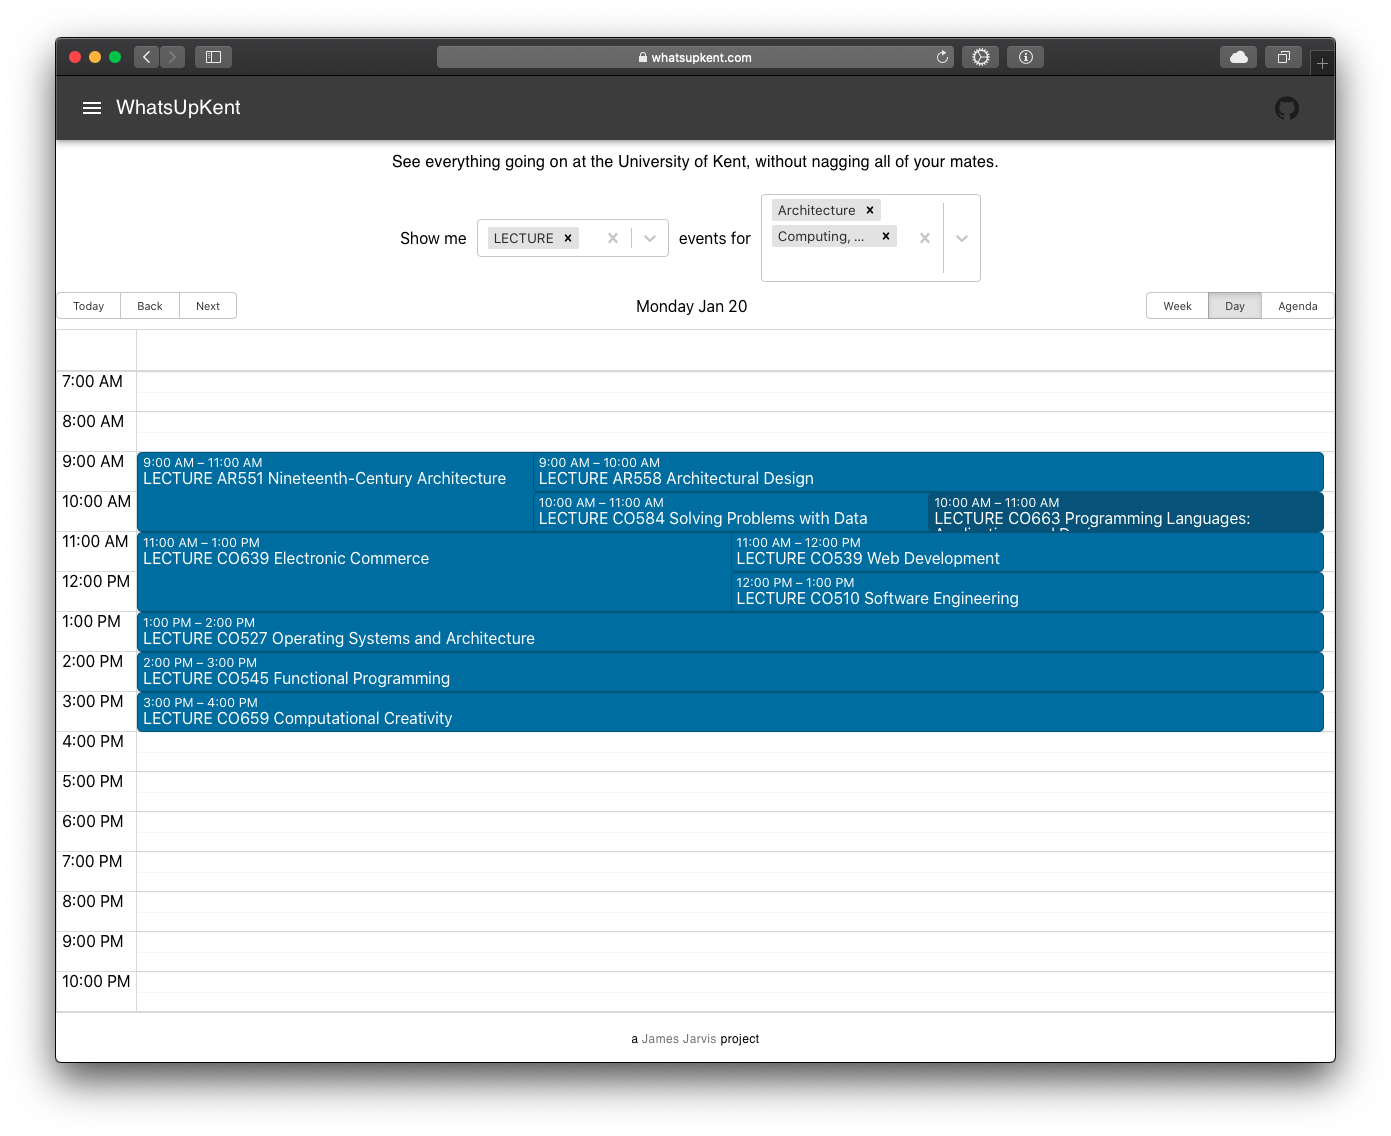 whatsupkent.com
WhatsUpKent
See everything going on at the University of Kent, without nagging all of your mates.
Show me LECTURE events for Architecture
Computing, ...
Today Back Next Monday Jan 20 Week Day Agenda
7:00 AM
8:00 AM
9:00 AM
10:00 AM
11:00 AM
12:00 PM
1:00 PM
2:00 PM
3:00 PM
4:00 PM
5:00 PM
6:00 PM
7:00 PM
8:00 PM
9:00 PM
10:00 PM
9:00 AM – 11:00 AM
LECTURE AR551 Nineteenth-Century Architecture
9:00 AM – 10:00 AM
LECTURE AR558 Architectural Design
10:00 AM – 11:00 AM
LECTURE CO584 Solving Problems with Data
10:00 AM – 11:00 AM
LECTURE CO663 Programming Languages:
11:00 AM – 1:00 PM
LECTURE CO639 Electronic Commerce
11:00 AM – 12:00 PM
LECTURE CO539 Web Development
12:00 PM – 1:00 PM
LECTURE CO510 Software Engineering
1:00 PM – 2:00 PM
LECTURE CO527 Operating Systems and Architecture
2:00 PM – 3:00 PM
LECTURE CO545 Functional Programming
3:00 PM – 4:00 PM
LECTURE CO659 Computational Creativity
a James Jarvis project